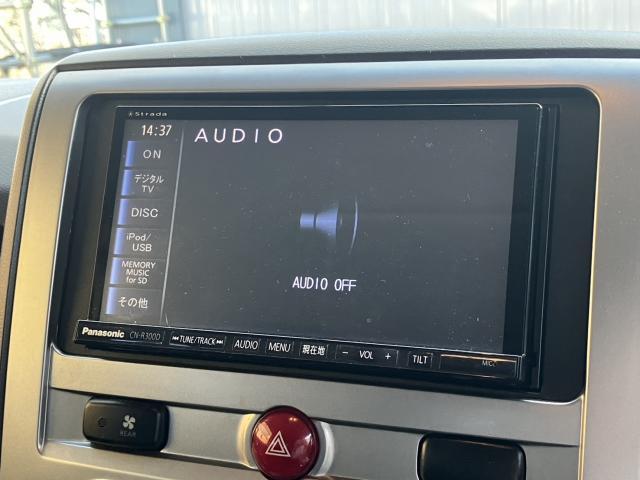 Strada
14:37
AUDIO
ON
デジタル
TV
DISC
iPod/
USB
MEMORY
MUSIC
for SD
その他
AUDIO OFF
Panasonic CN-R300D
TUNE/TRACK AUDIO MENU 現在地 − VOL + TILT MIC
REAR